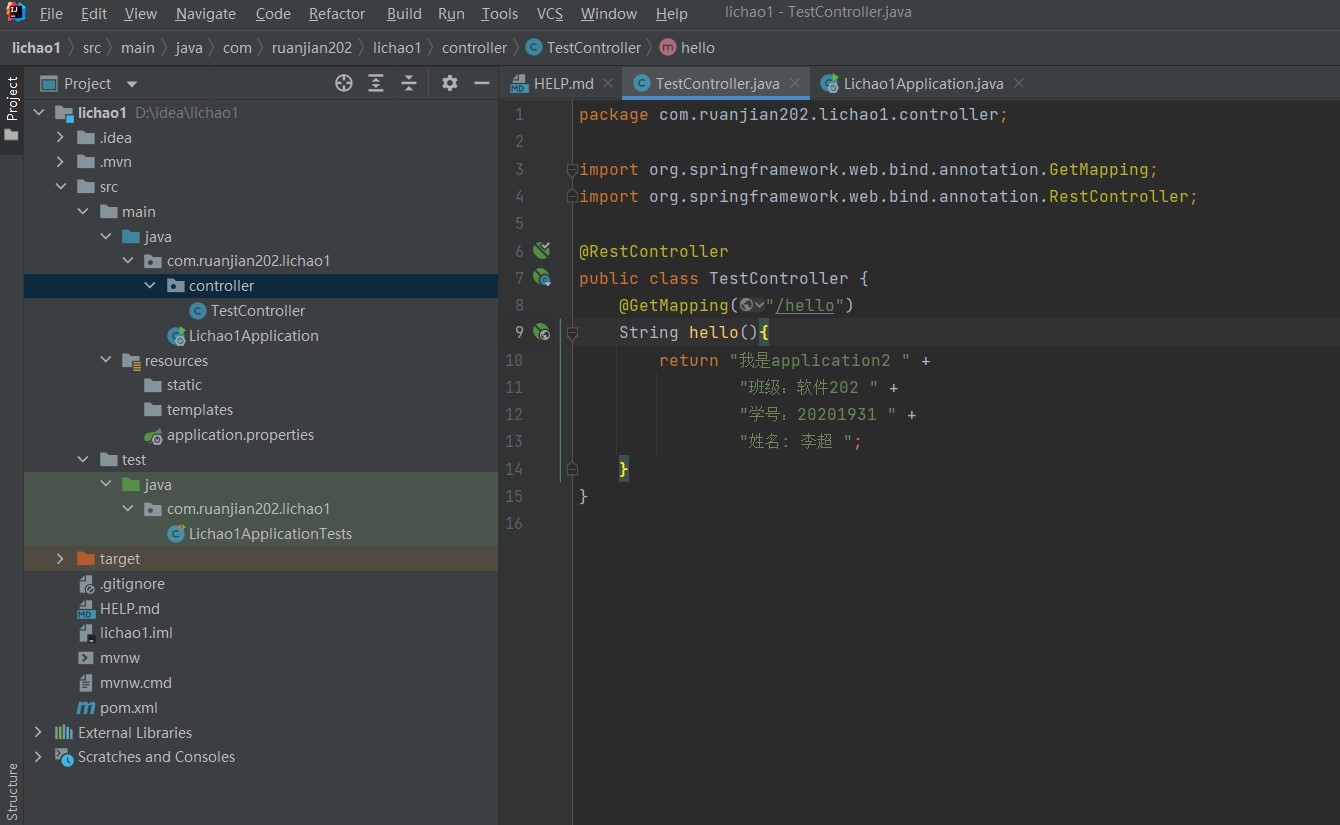 File Edit View Navigate Code Refactor Build Run Tools VCS Window Help lichao1 - TestController.java
lichao1 src main java com ruanjian202 lichao1 controller TestController hello
Project
Project
lichao1 D:\idea\lichao1
.idea
.mvn
src
main
java
com.ruanjian202.lichao1
controller
TestController
Lichao1Application
resources
static
templates
application.properties
test
java
com.ruanjian202.lichao1
Lichao1ApplicationTests
target
.gitignore
HELP.md
lichao1.iml
mvnw
mvnw.cmd
pom.xml
External Libraries
Scratches and Consoles
Structure
HELP.md TestController.java Lichao1Application.java
1 package com.ruanjian202.lichao1.controller;
2
3 import org.springframework.web.bind.annotation.GetMapping;
4 import org.springframework.web.bind.annotation.RestController;
5
6 @RestController
7 public class TestController {
8 @GetMapping("/hello")
9 String hello(){
10 return "我是application2 " +
11 "班级：软件202 " +
12 "学号：20201931 " +
13 "姓名: 李超 ";
14 }
15 }
16